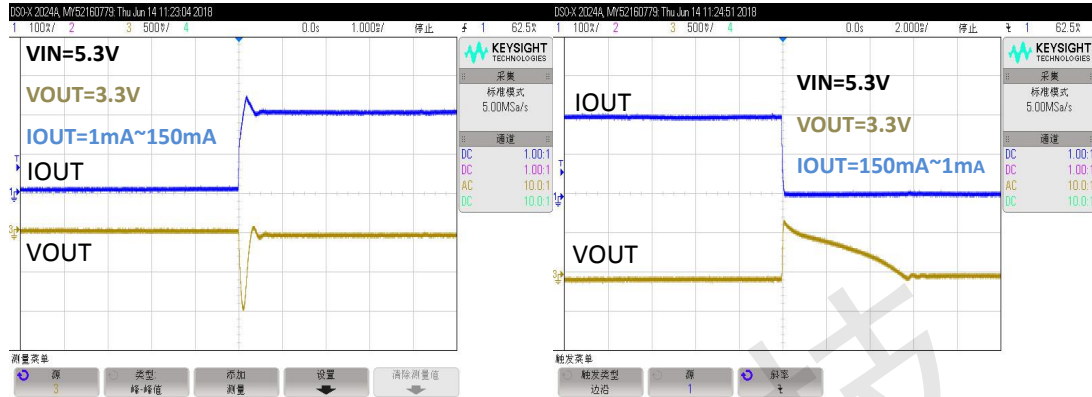 DSO-X 2024A, MY52160779: Thu Jun 14 11:23:04 2018
1 100%/ 2 3 500%/ 4 0.0s 1.000%/ 停止 1 62.5%
VIN=5.3V
VOUT=3.3V
IOUT=1mA~150mA
IOUT
VOUT
KEYSIGHT
TECHNOLOGIES
采集
标准模式
5.00MSa/s
通道
DC 1.00:1
DC 1.00:1
AC 10.0:1
DC 10.0:1
测量菜单
源
3
类型:
峰-峰值
添加
测量
设置
清除测量值
DSO-X 2024A, MY52160779: Thu Jun 14 11:24:51 2018
1 100%/ 2 3 500%/ 4 0.0s 2.000%/ 停止 1 62.5%
IOUT
VIN=5.3V
VOUT=3.3V
IOUT=150mA~1mA
VOUT
KEYSIGHT
TECHNOLOGIES
采集
标准模式
5.00MSa/s
通道
DC 1.00:1
DC 1.00:1
AC 10.0:1
DC 10.0:1
触发菜单
触发类型
边沿
源
1
斜率
技